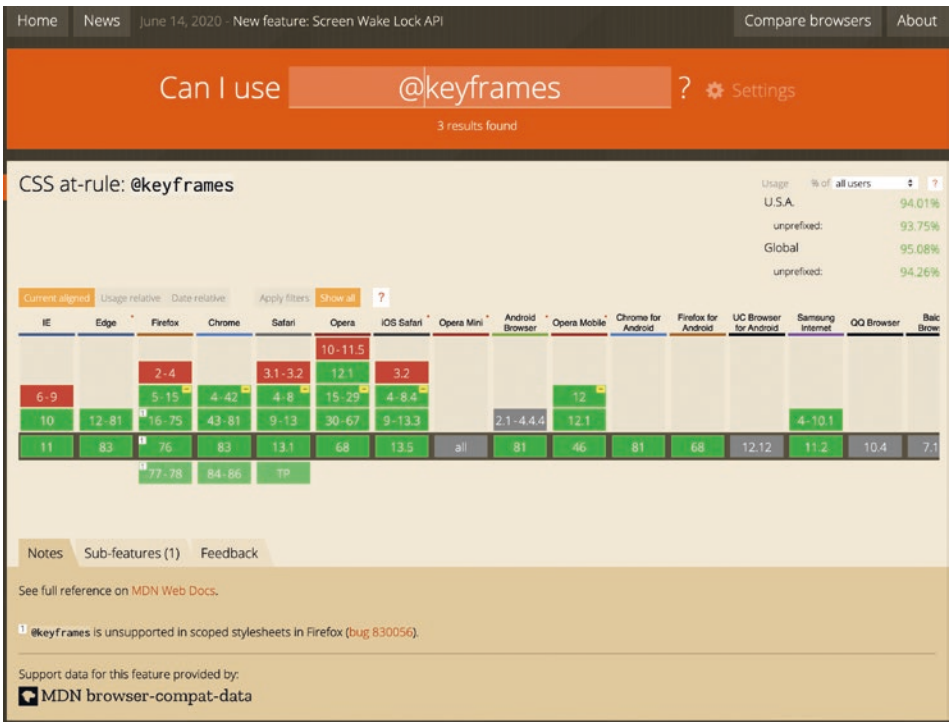 Home News June 14, 2020 - New feature: Screen Wake Lock API Compare browsers About
Can I use @keyframes ? Settings
3 results found
CSS at-rule: @keyframes
Usage % of all users ?
U.S.A. 94.01%
unprefixed: 93.75%
Global 95.08%
unprefixed: 94.26%
Current aligned Usage relative Date relative Apply filters Show all ?
IE Edge Firefox Chrome Safari Opera iOS Safari Opera Mini Android Browser Opera Mobile Chrome for Android Firefox for Android UC Browser for Android Samsung Internet QQ Browser
10-11.5
2-4 3.1-3.2 12.1 3.2
6-9 5-15 4-42 4-8 15-29 4-8.4 12
10 12-81 1 16-75 43-81 9-13 30-67 9-13.3 2.1-4.4.4 12.1 4-10.1
11 83 1 76 83 13.1 68 13.5 all 81 46 81 68 12.12 11.2 10.4 7.1
1 77-78 84-86 TP
Notes Sub-features (1) Feedback
See full reference on MDN Web Docs.
1 @keyframes is unsupported in scoped stylesheets in Firefox (bug 830056).
Support data for this feature provided by:
MDN browser-compat-data